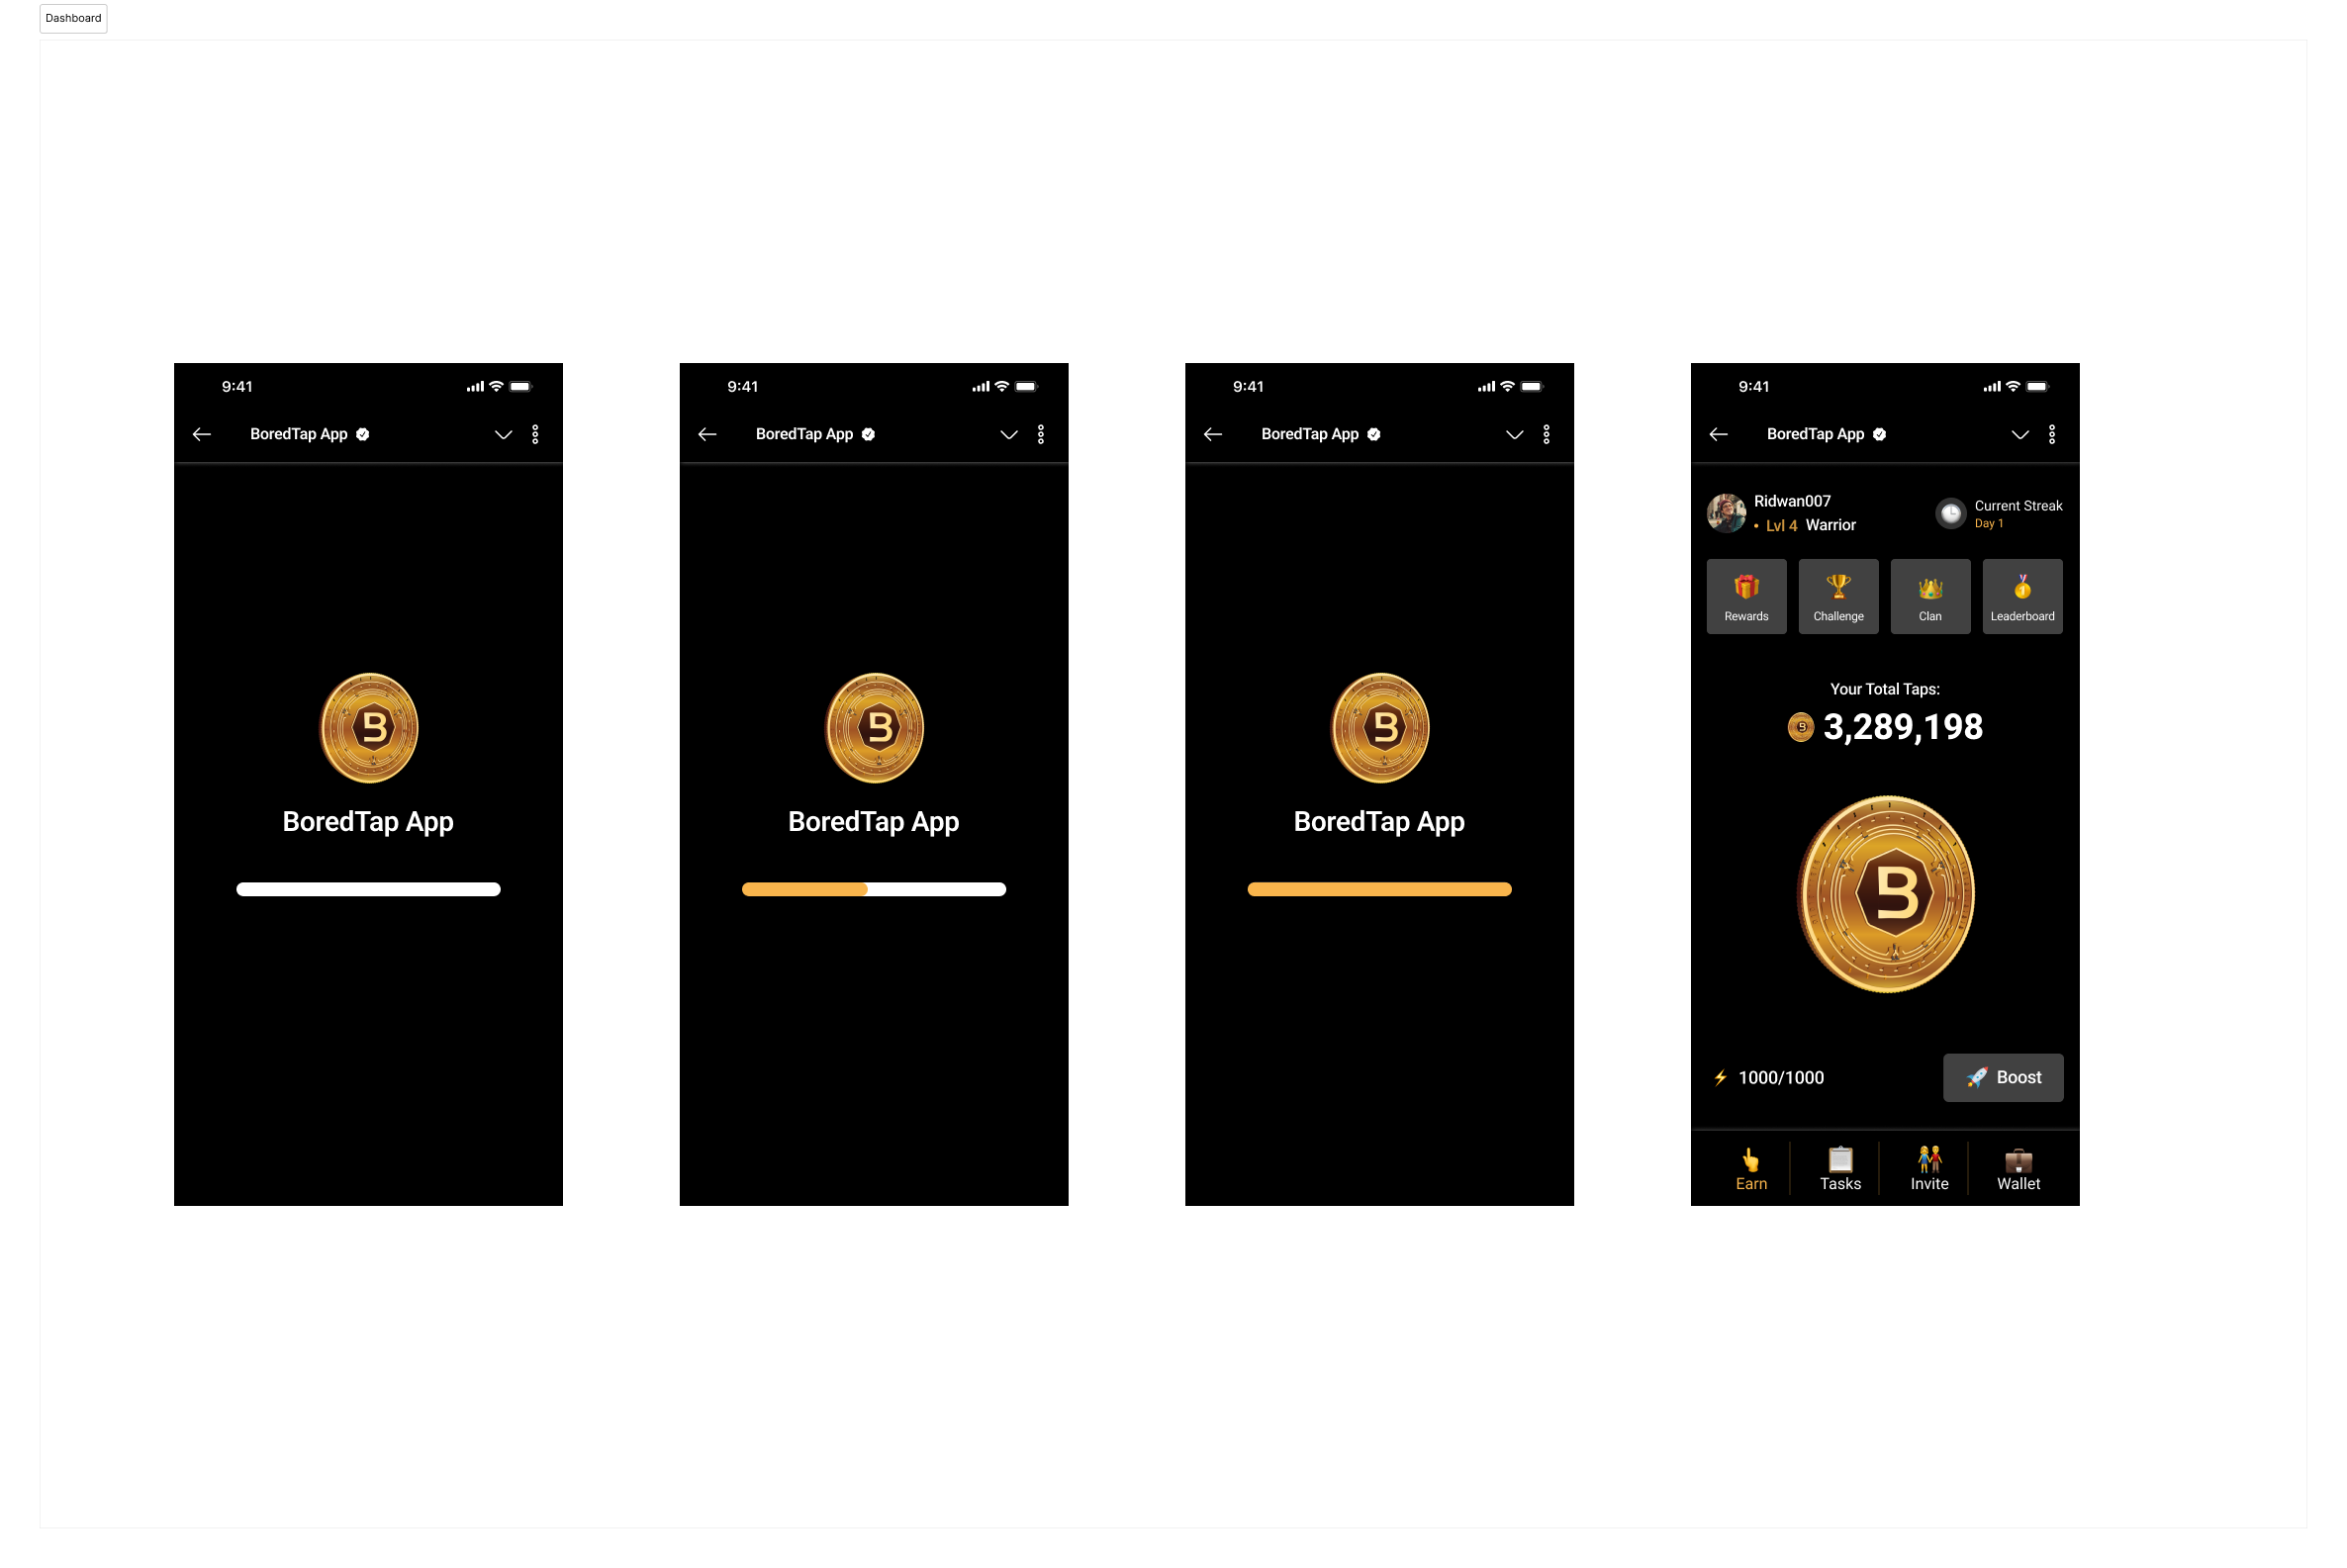 Dashboard
9:41
BoredTap App
B
BoredTap App
9:41
BoredTap App
B
BoredTap App
9:41
BoredTap App
B
BoredTap App
9:41
BoredTap App
Ridwan007
• Lvl 4 Warrior
Current Streak
Day 1
Rewards
Challenge
Clan
1
Leaderboard
Your Total Taps:
B
3,289,198
B
1000/1000
Boost
Earn
Tasks
Invite
Wallet